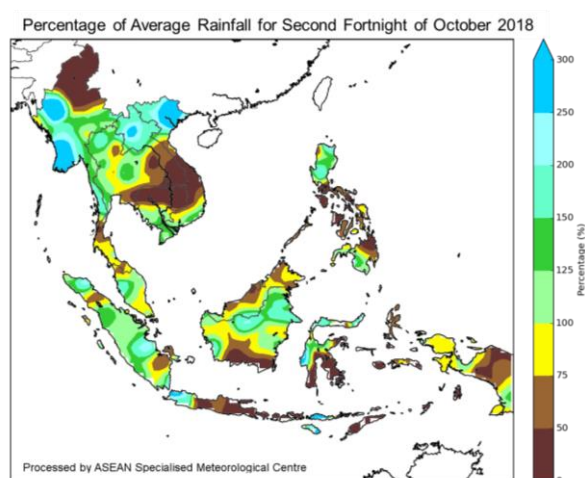 Percentage of Average Rainfall for Second Fortnight of October 2018
300
250
200
150
125
100
75
50
Percentage (%)
Processed by ASEAN Specialised Meteorological Centre